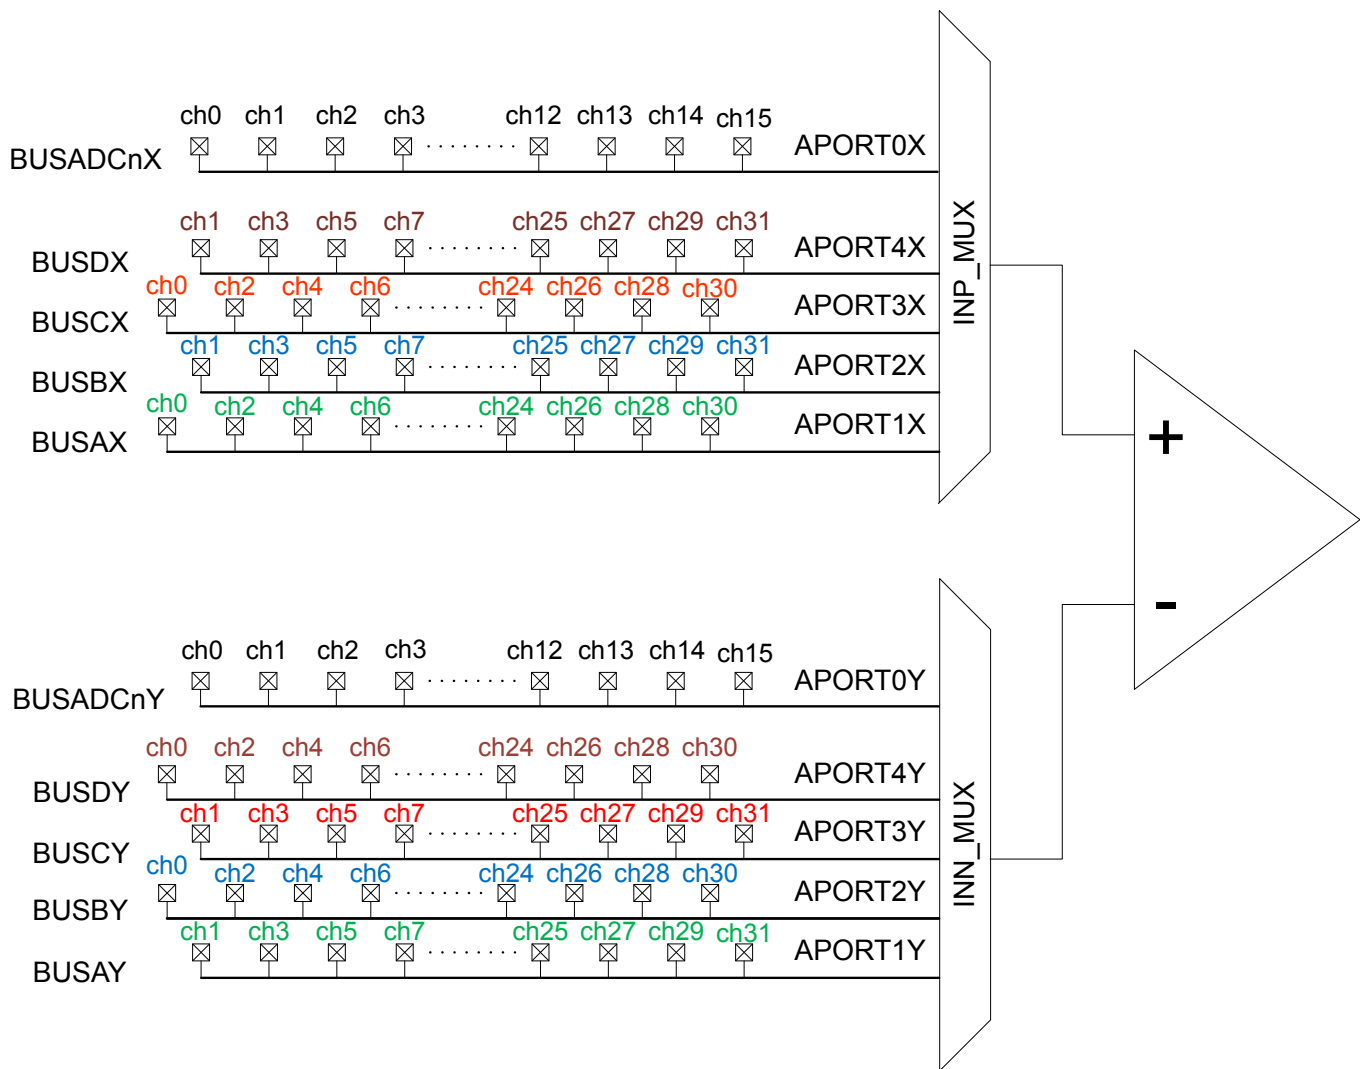 ch0 ch1 ch2 ch3 ch12 ch13 ch14 ch15
BUSADCnX APORT0X
ch1 ch3 ch5 ch7 ch25 ch27 ch29 ch31
BUSDX APORT4X
ch0 ch2 ch4 ch6 ch24 ch26 ch28 ch30
BUSCX APORT3X
ch1 ch3 ch5 ch7 ch25 ch27 ch29 ch31
BUSBX APORT2X
ch0 ch2 ch4 ch6 ch24 ch26 ch28 ch30
BUSAX APORT1X
INP_MUX
+
-
ch0 ch1 ch2 ch3 ch12 ch13 ch14 ch15
BUSADCnY APORT0Y
ch0 ch2 ch4 ch6 ch24 ch26 ch28 ch30
BUSDY APORT4Y
ch1 ch3 ch5 ch7 ch25 ch27 ch29 ch31
BUSCY APORT3Y
ch0 ch2 ch4 ch6 ch24 ch26 ch28 ch30
BUSBY APORT2Y
ch1 ch3 ch5 ch7 ch25 ch27 ch29 ch31
BUSAY APORT1Y
INN_MUX